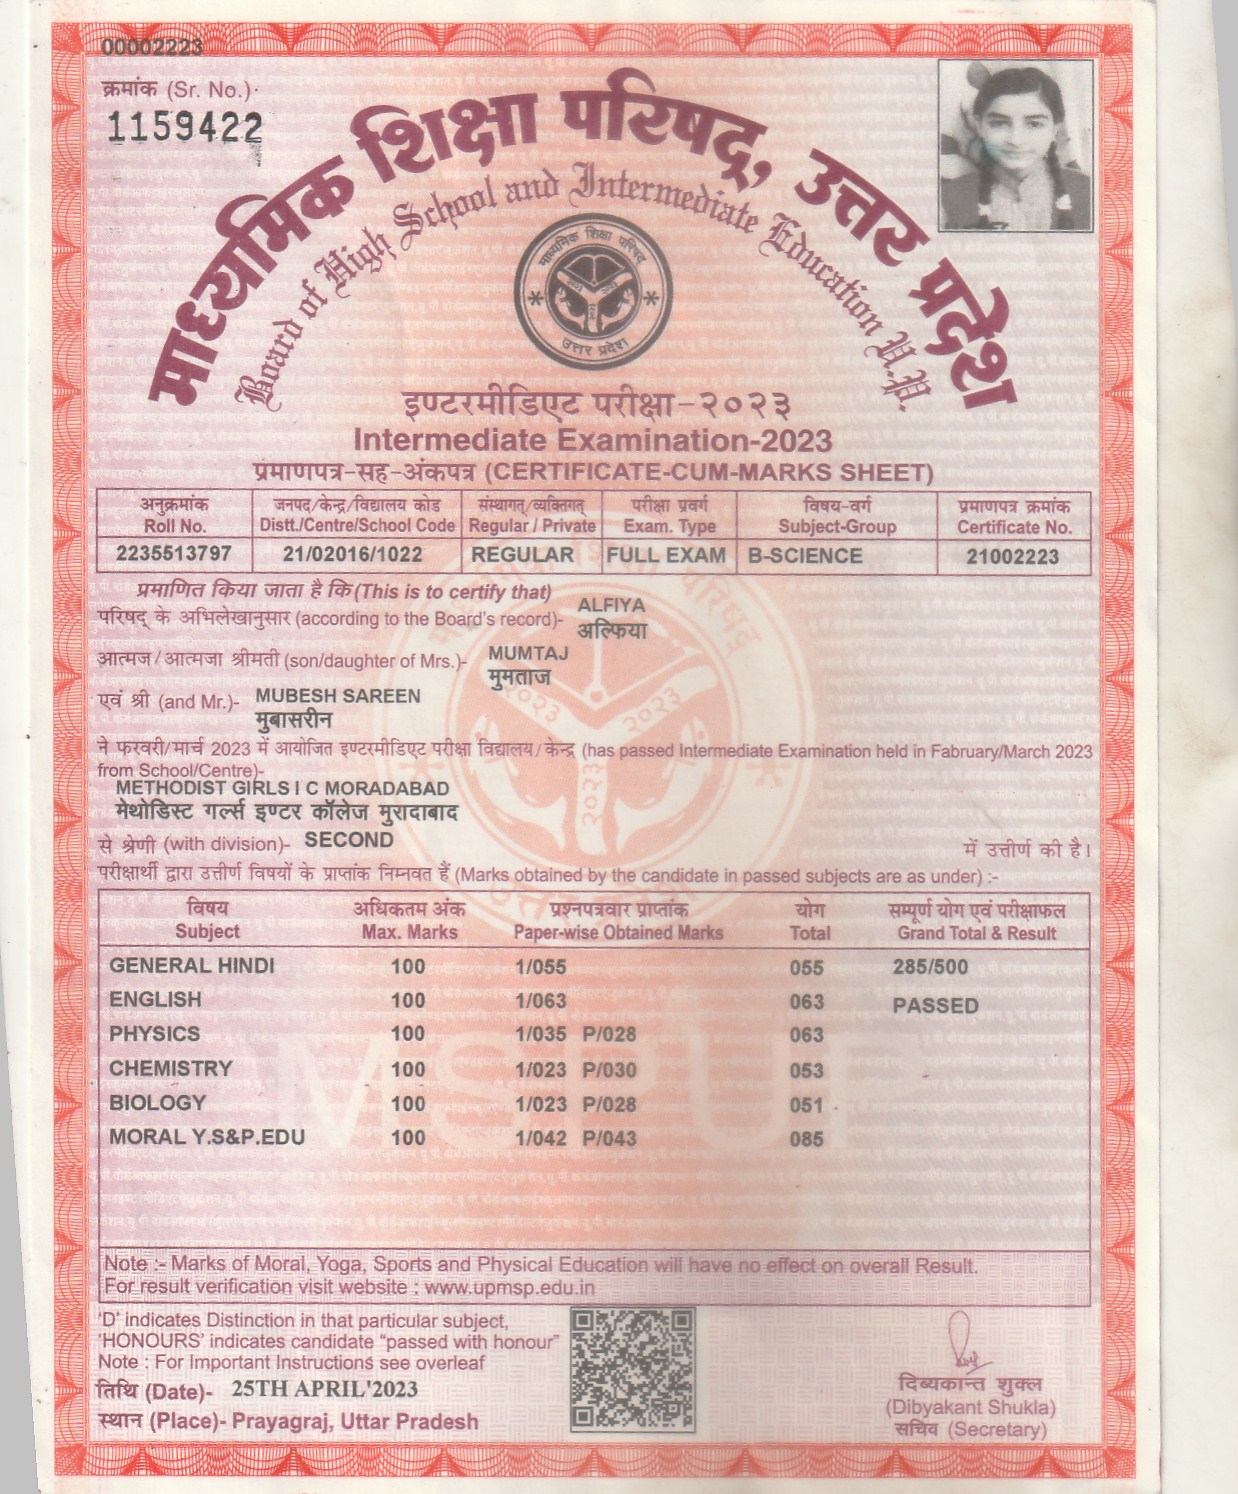 00002223
क्रमांक (Sr. No.)
1159422
माध्यमिक शिक्षा परिषद्, उत्तर प्रदेश
Board of High School and Intermediate Education U.P.
माध्यमिक शिक्षा परिषद्
उत्तर प्रदेश
इण्टरमीडिएट परीक्षा-२०२३
Intermediate Examination-2023
प्रमाणपत्र-सह-अंकपत्र (CERTIFICATE-CUM-MARKS SHEET)
अनुक्रमांक जनपद/केन्द्र/विद्यालय कोड संस्थागत्/व्यक्तिगत् परीक्षा प्रवर्ग विषय-वर्ग प्रमाणपत्र क्रमांक
Roll No. Distt./Centre/School Code Regular / Private Exam. Type Subject-Group Certificate No.
2235513797 21/02016/1022 REGULAR FULL EXAM B-SCIENCE 21002223
प्रमाणित किया जाता है कि (This is to certify that)
ALFIYA
परिषद् के अभिलेखानुसार (according to the Board's record)- अल्फिया
MUMTAJ
आत्मज/आत्मजा श्रीमती (son/daughter of Mrs.)- मुमताज
एवं श्री (and Mr.)- MUBESH SAREEN
मुबासरीन
ने फरवरी/मार्च 2023 में आयोजित इण्टरमीडिएट परीक्षा विद्यालय/केन्द्र (has passed Intermediate Examination held in Fabruary/March 2023
from School/Centre)-
METHODIST GIRLS I C MORADABAD
मेथोडिस्ट गर्ल्स इण्टर कॉलेज मुरादाबाद
से श्रेणी (with division)- SECOND में उत्तीर्ण की है।
परीक्षार्थी द्वारा उत्तीर्ण विषयों के प्राप्तांक निम्नवत हैं (Marks obtained by the candidate in passed subjects are as under) :-
विषय अधिकतम अंक प्रश्नपत्रवार प्राप्तांक योग सम्पूर्ण योग एवं परीक्षाफल
Subject Max. Marks Paper-wise Obtained Marks Total Grand Total & Result
GENERAL HINDI 100 1/055 055 285/500
ENGLISH 100 1/063 063 PASSED
PHYSICS 100 1/035 P/028 063
CHEMISTRY 100 1/023 P/030 053
BIOLOGY 100 1/023 P/028 051
MORAL Y.S&P.EDU 100 1/042 P/043 085
Note :- Marks of Moral, Yoga, Sports and Physical Education will have no effect on overall Result.
For result verification visit website : www.upmsp.edu.in
'D' indicates Distinction in that particular subject,
'HONOURS' indicates candidate "passed with honour"
Note : For Important Instructions see overleaf
तिथि (Date)- 25TH APRIL'2023
स्थान (Place)- Prayagraj, Uttar Pradesh
दिब्यकान्त शुक्ल
(Dibyakant Shukla)
सचिव (Secretary)